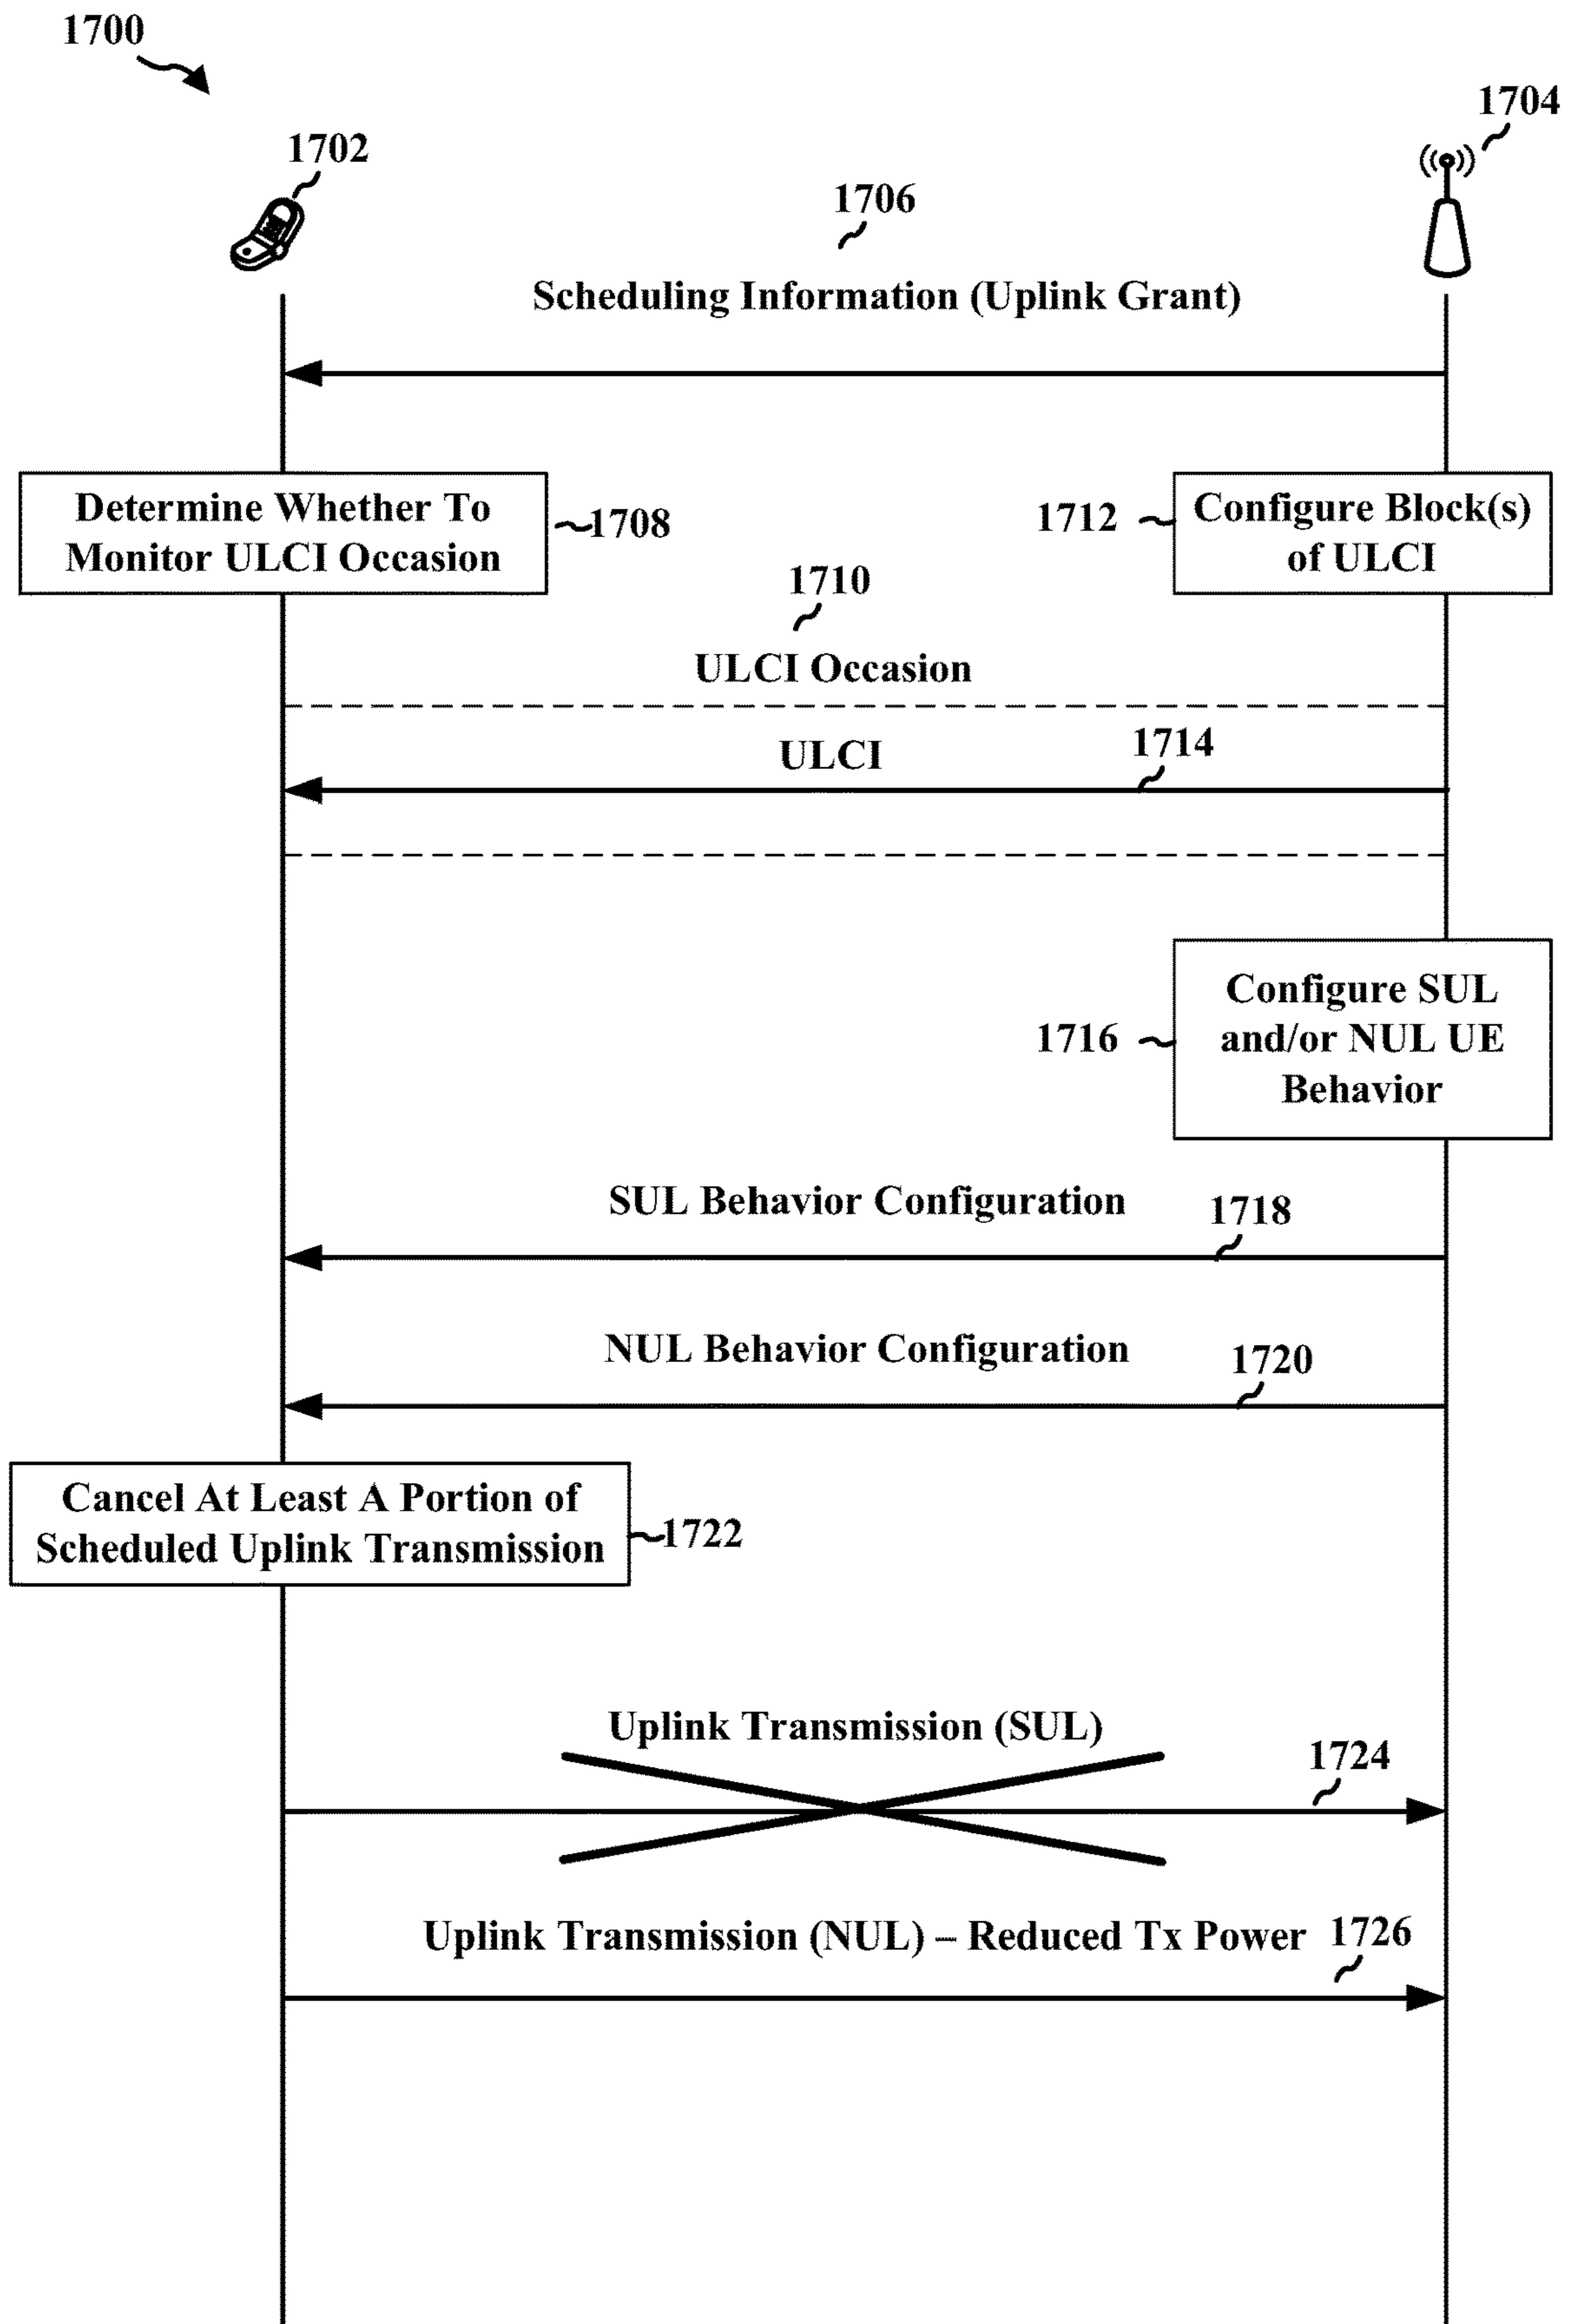 1700
1704
1702
1706
Scheduling Information (Uplink Grant)
Determine Whether To
Monitor ULCI Occasion
1708
1712
Configure Block(s)
of ULCI
1710
ULCI Occasion
ULCI
1714
1716
Configure SUL
and/or NUL UE
Behavior
SUL Behavior Configuration
1718
NUL Behavior Configuration
1720
Cancel At Least A Portion of
Scheduled Uplink Transmission
1722
Uplink Transmission (SUL)
1724
Uplink Transmission (NUL) – Reduced Tx Power
1726